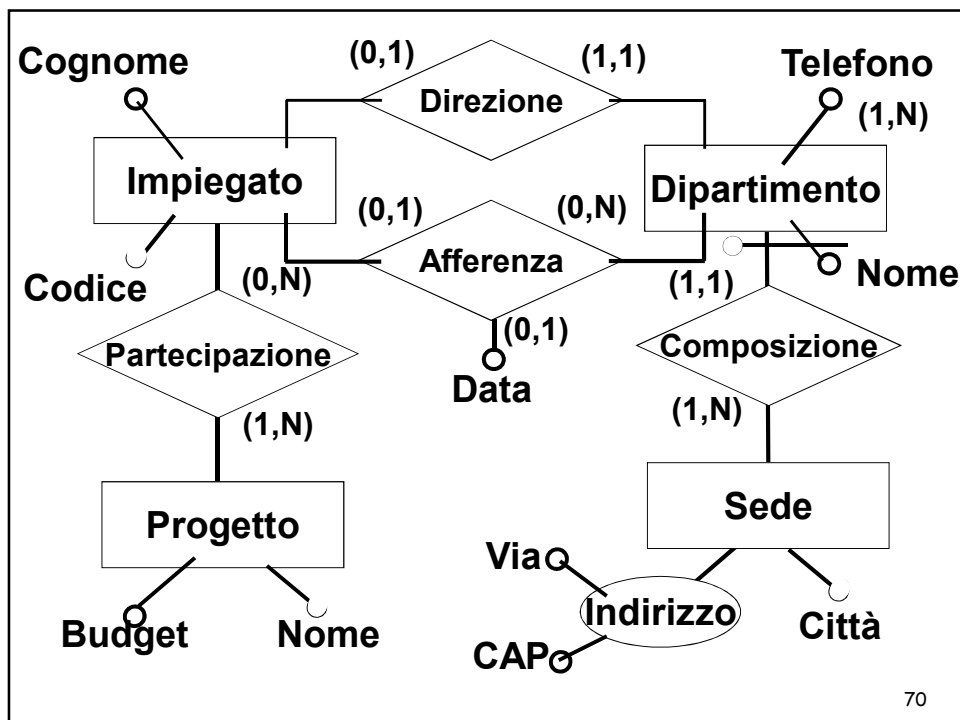 (0,1)
(1,1)
Cognome
Direzione
Telefono
(1,N)
Impiegato
Dipartimento
(0,1)
(0,N)
Afferenza
Codice
(0,N)
(1,1)
Nome
(0,1)
Partecipazione
Composizione
Data
(1,N)
(1,N)
Progetto
Sede
Via
Indirizzo
Budget
Nome
CAP
Città
70